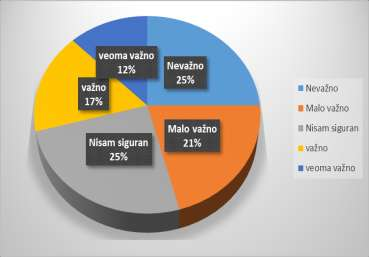 veoma važno
12%
Nevažno
25%
važno
17%
Nisam siguran
25%
Malo važno
21%
Nevažno
Malo važno
Nisam siguran
važno
veoma važno